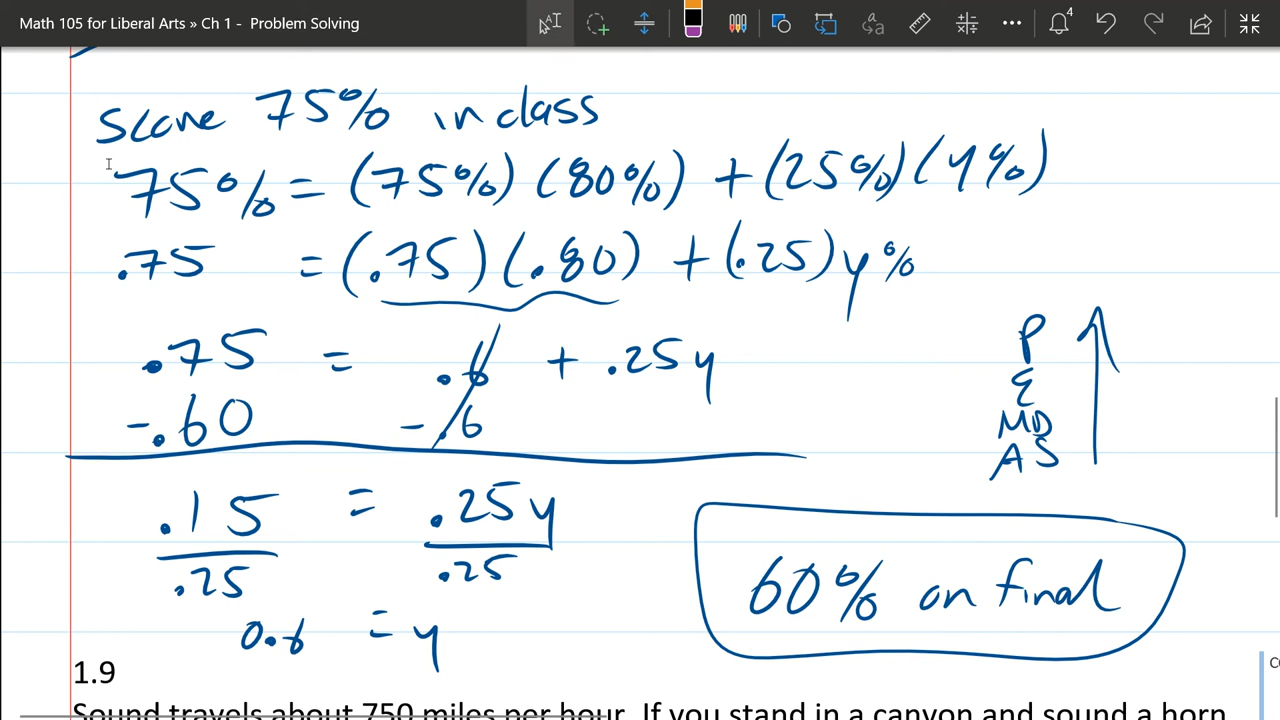 Math 105 for Liberal Arts » Ch 1 - Problem Solving
4
Score 75% in class
75% = (75%) (80%) + (25%) (y%)
.75 = (.75) (.80) + (.25) y%
.75 = .6 + .25y
-.60 -.6
P
E
MD
AS
.15 = .25y
.25 .25
0.6 = y
60% on final
1.9
Sound travels about 750 miles per hour. If you stand in a canyon and sound a horn